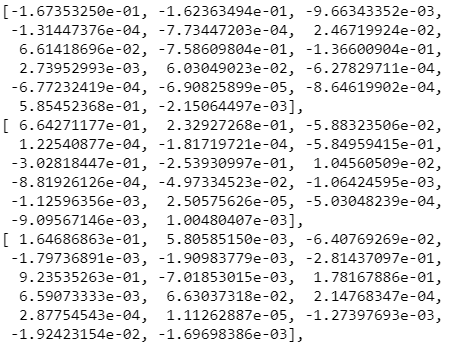 [-1.67353250e-01, -1.62363494e-01, -9.66343352e-03,
-1.31447376e-04, -7.73447203e-04, 2.46719924e-02,
6.61418696e-02, -7.58609804e-01, -1.36600904e-01,
2.73952993e-03, 6.03049023e-02, -6.27829711e-04,
-6.77232419e-04, -6.90825899e-05, -8.64619902e-04,
5.85452368e-01, -2.15064497e-03],
[ 6.64271177e-01, 2.32927268e-01, -5.88323506e-02,
1.22540877e-04, -1.81719721e-04, -5.84959415e-01,
-3.02818447e-01, -2.53930997e-01, 1.04560509e-02,
-8.81926126e-04, -4.97334523e-02, -1.06424595e-03,
-1.12596356e-03, 2.50575626e-05, -5.03048239e-04,
-9.09567146e-03, 1.00480407e-03],
[ 1.64686863e-01, 5.80585150e-03, -6.40769269e-02,
-1.79736891e-03, -1.90983779e-03, -2.81437097e-01,
9.23535263e-01, -7.01853015e-03, 1.78167886e-01,
6.59073333e-03, 6.63037318e-02, 2.14768347e-04,
2.87754543e-04, 1.11262887e-05, -1.27397693e-03,
-1.92423154e-02, -1.69698386e-03],